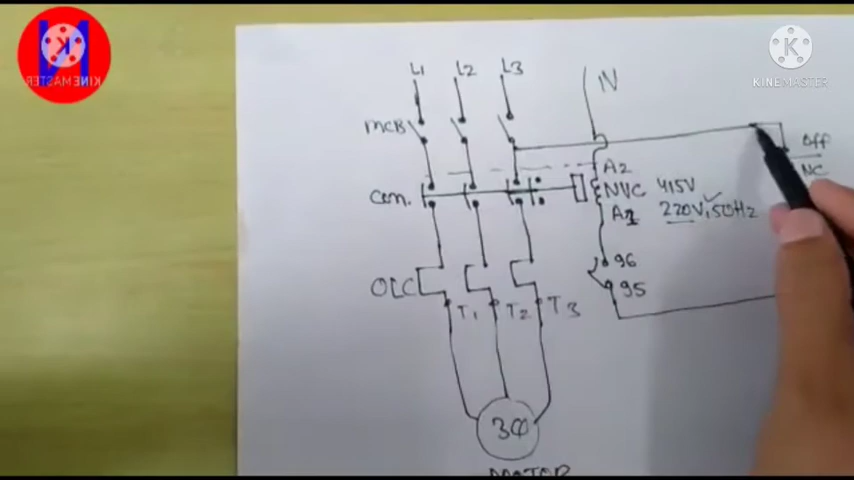 KINEMASTER
KINEMASTER
L1 L2 L3 N
MCB
Off
NC
A2
Con.
NVC 415V
A1 220V, 50Hz
96
95
OLC
T1 T2 T3
3Φ
MOTOR